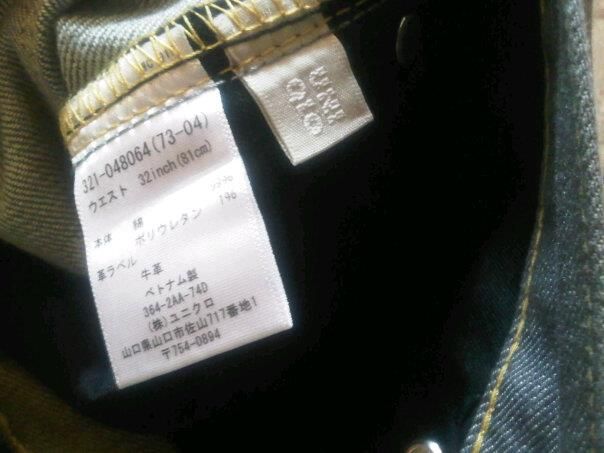 321-048064(73-04)
ウエスト 32inch(81cm)
本体 綿 99%
ポリウレタン 1%
革ラベル
牛革
ベトナム製
364-2AA-74D
(株)ユニクロ
山口県山口市佐山717番地1
〒754-0894
UNI
QLO